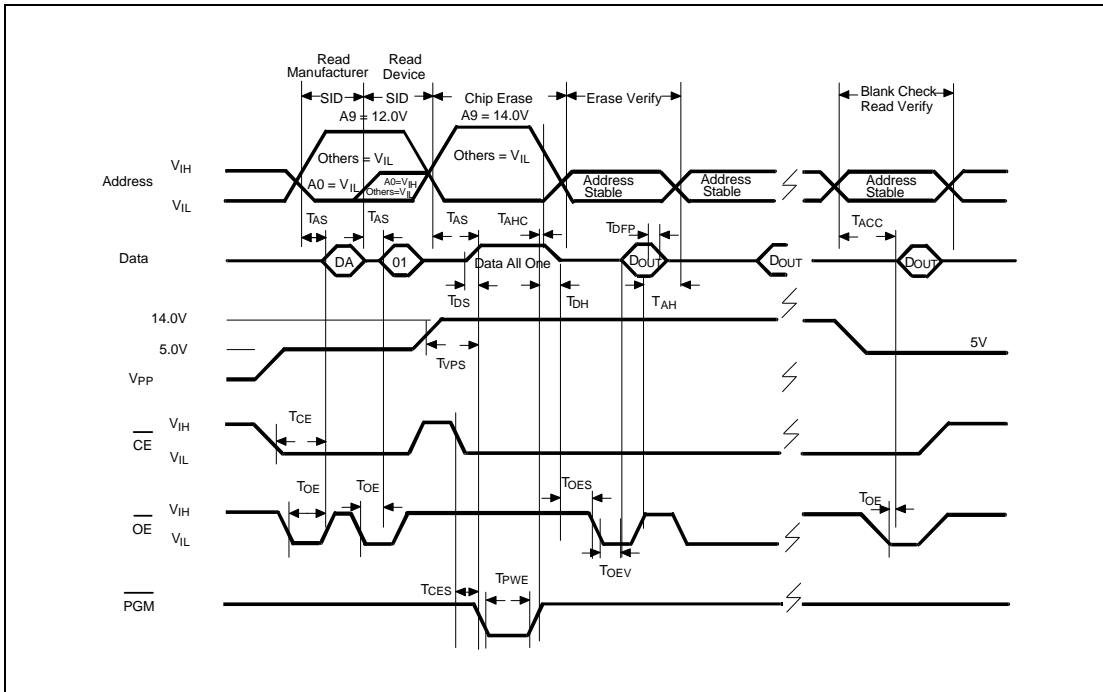 Read Manufacturer
SID
Read Device
SID
Chip Erase
Erase Verify
Blank Check
Read Verify
A9 = 12.0V
A9 = 14.0V
Others = VIL
Others = VIL
A0 = VIL
A0=VIH
Others=VIL
Address
VIH
VIL
Address Stable
Address Stable
Address Stable
TAS
TAS
TAS
TAHC
TDFP
TACC
Data
DA
01
Data All One
DOUT
DOUT
DOUT
TDS
TDH
TAH
14.0V
5.0V
VPP
TVPS
5V
CE
VIH
VIL
TCE
OE
VIH
VIL
TOE
TOE
TOES
TOEV
TOE
PGM
TCES
TPWE